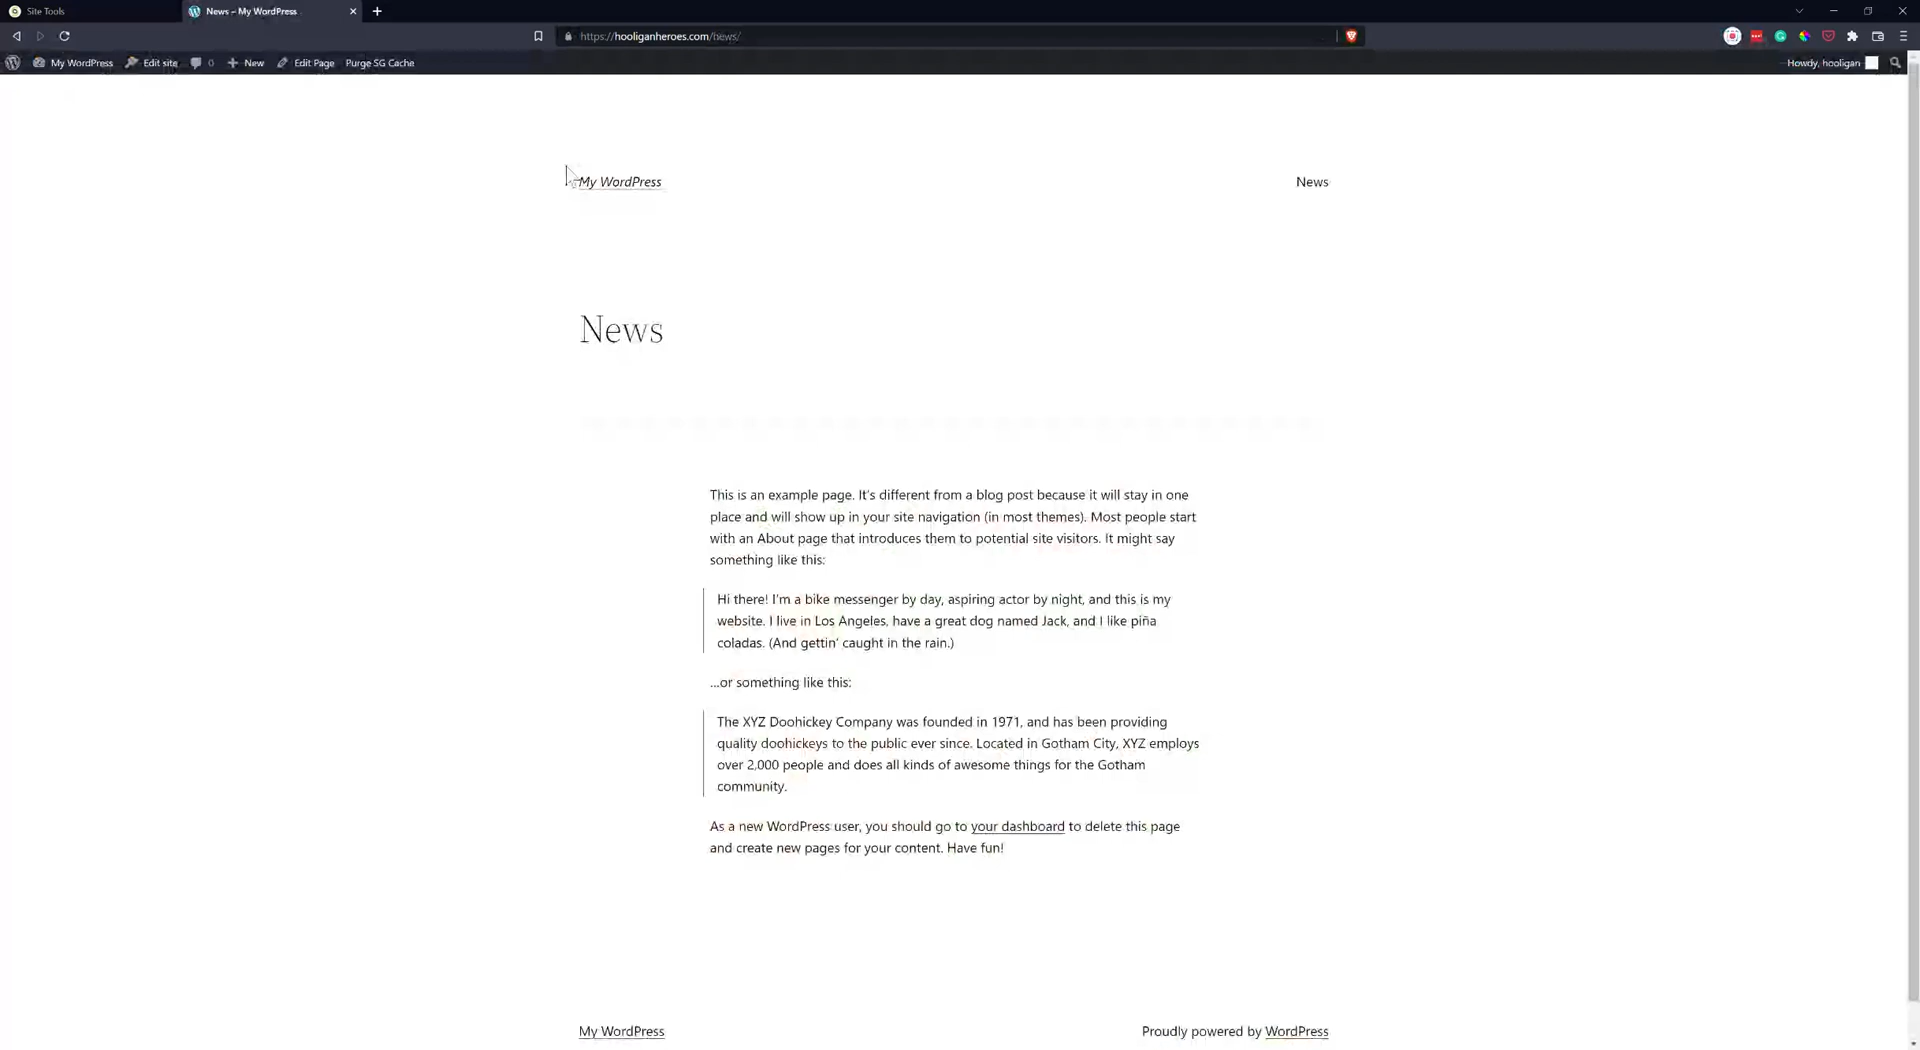 Site Tools
News – My WordPress
https://hooliganheroes.com/news/
My WordPress
Edit site
0
New
Edit Page
Purge SG Cache
Howdy, hooligan
My WordPress
News
News
This is an example page. It's different from a blog post because it will stay in one
place and will show up in your site navigation (in most themes). Most people start
with an About page that introduces them to potential site visitors. It might say
something like this:
Hi there! I'm a bike messenger by day, aspiring actor by night, and this is my
website. I live in Los Angeles, have a great dog named Jack, and I like piña
coladas. (And gettin' caught in the rain.)
...or something like this:
The XYZ Doohickey Company was founded in 1971, and has been providing
quality doohickeys to the public ever since. Located in Gotham City, XYZ employs
over 2,000 people and does all kinds of awesome things for the Gotham
community.
As a new WordPress user, you should go to your dashboard to delete this page
and create new pages for your content. Have fun!
My WordPress
Proudly powered by WordPress